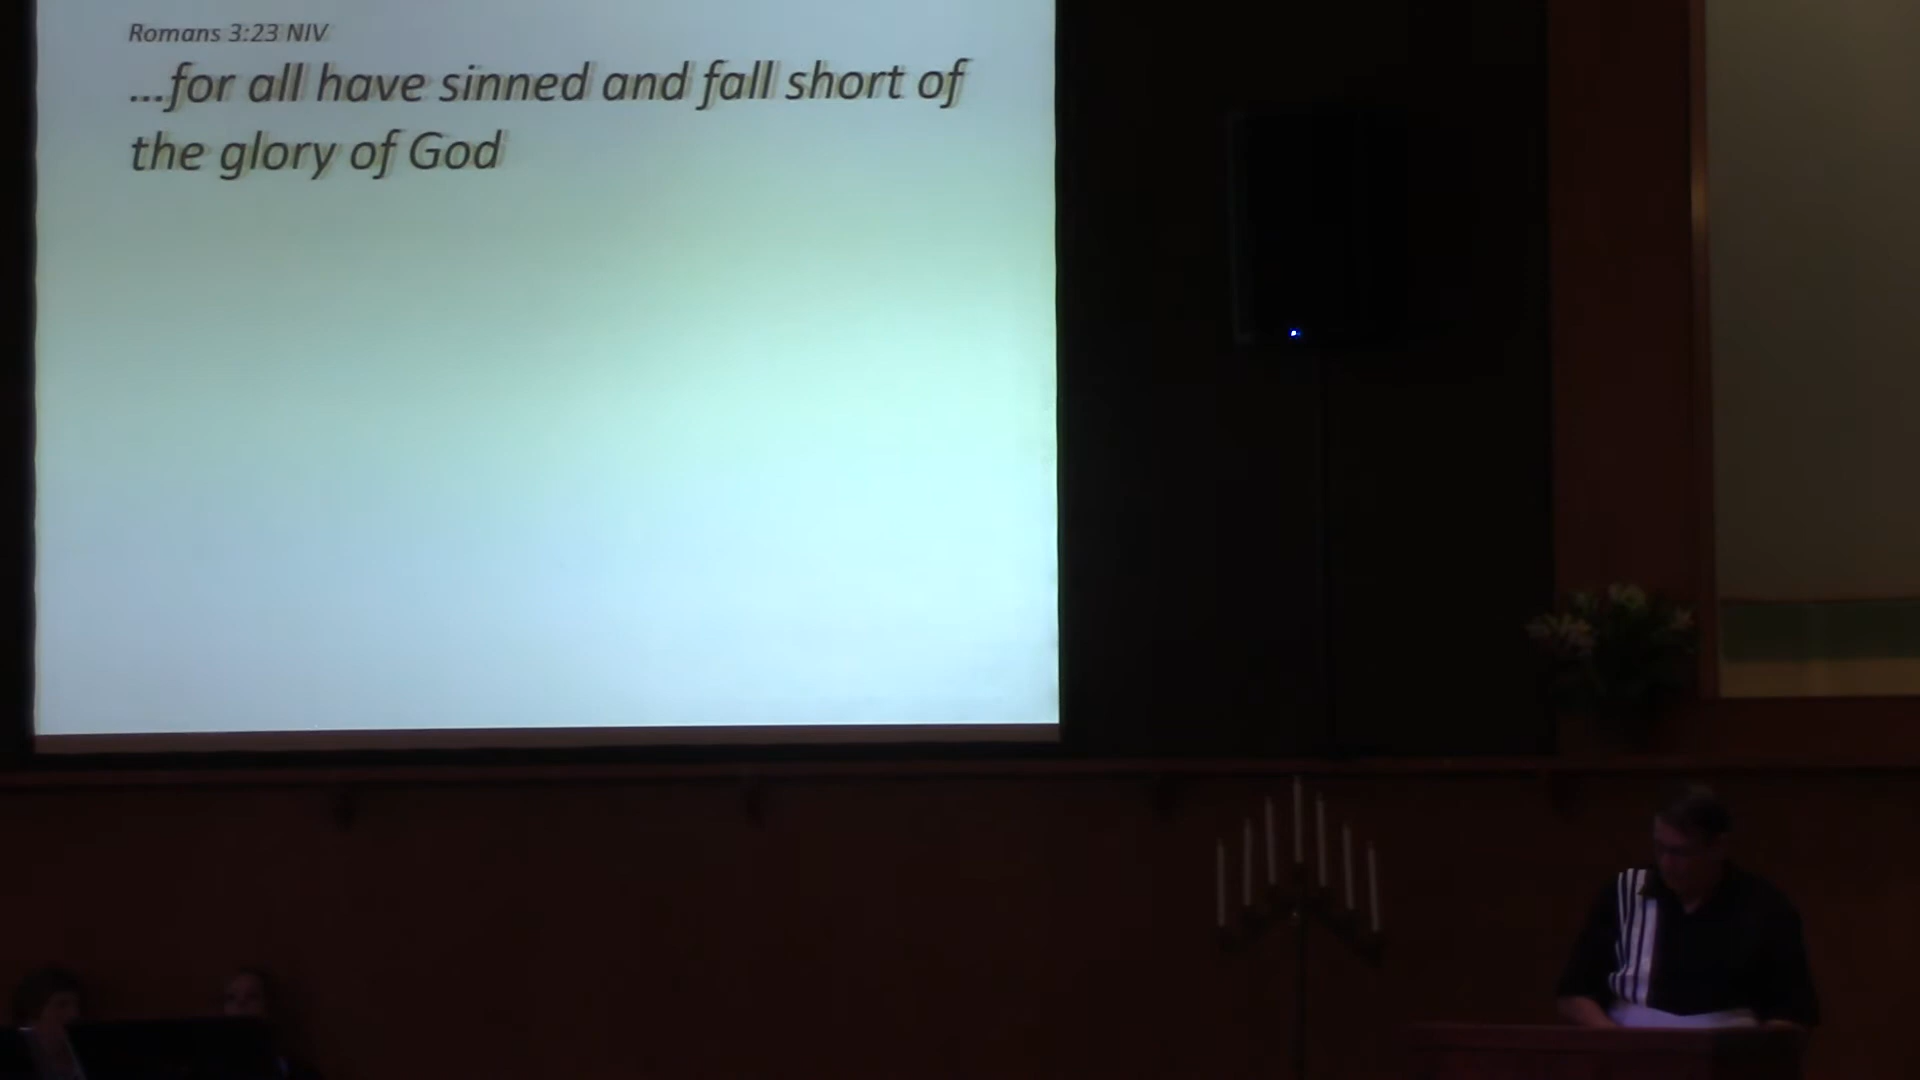 Romans 3:23 NIV
...for all have sinned and fall short of
the glory of God